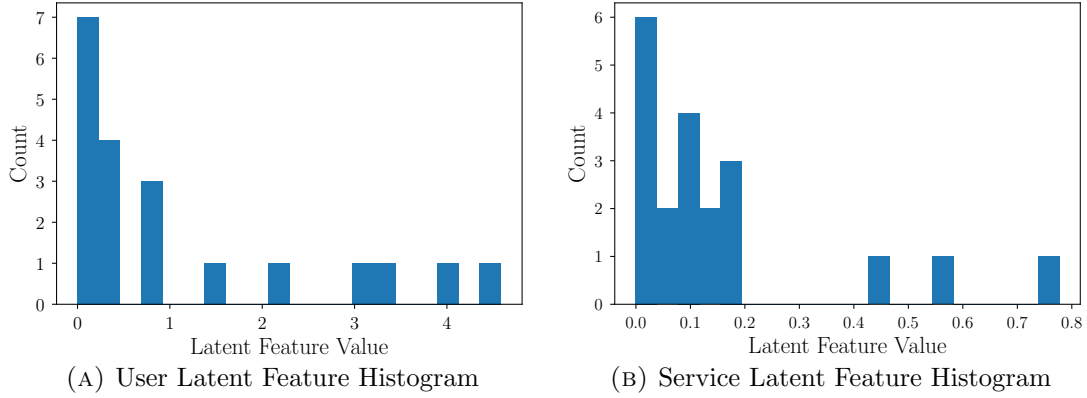 7
6
5
4
3
2
1
0
Count
0 1 2 3 4
Latent Feature Value
(A) User Latent Feature Histogram
6
5
4
3
2
1
0
Count
0.0 0.1 0.2 0.3 0.4 0.5 0.6 0.7 0.8
Latent Feature Value
(B) Service Latent Feature Histogram